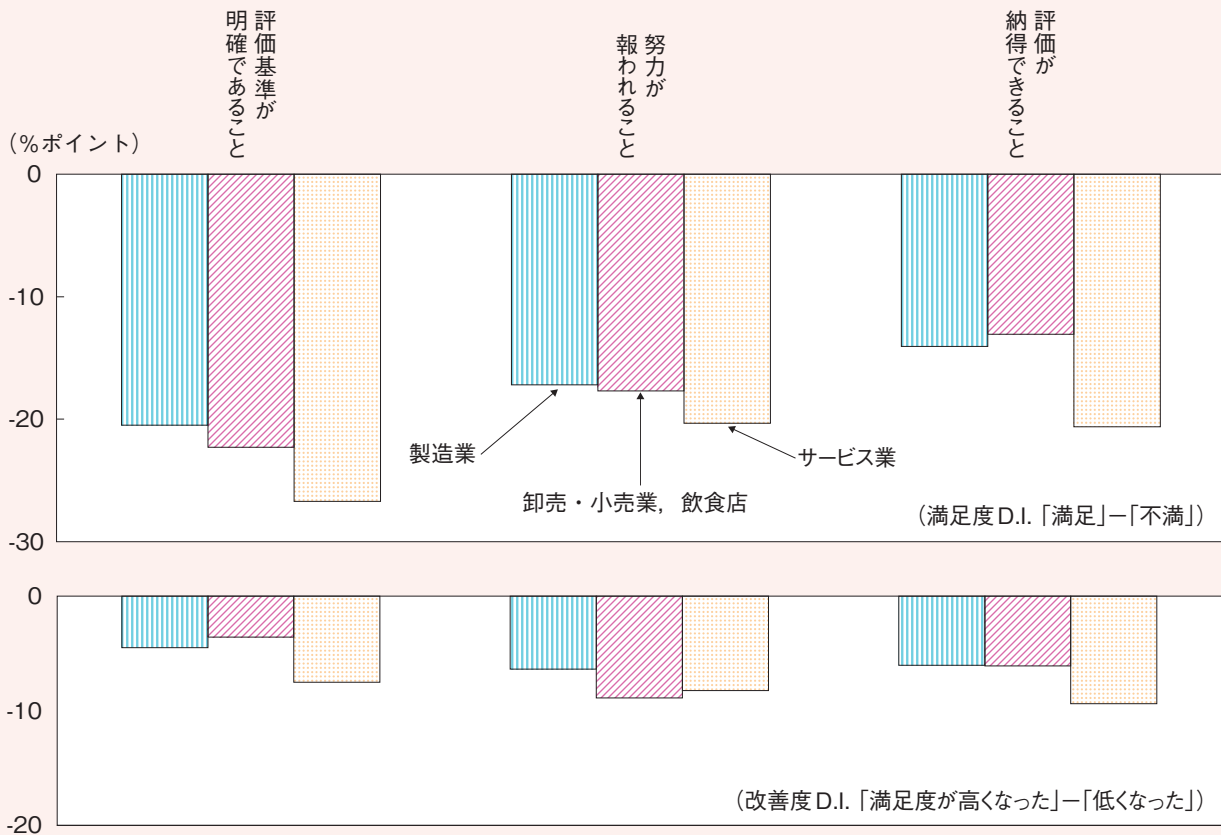 評価基準が
明確であること
努力が
報われること
評価が
納得できること
(%ポイント)
0
-10
-20
-30
製造業
卸売・小売業，飲食店
サービス業
(満足度D.I.「満足」－「不満」)
0
-10
-20
(改善度D.I.「満足度が高くなった」－「低くなった」)